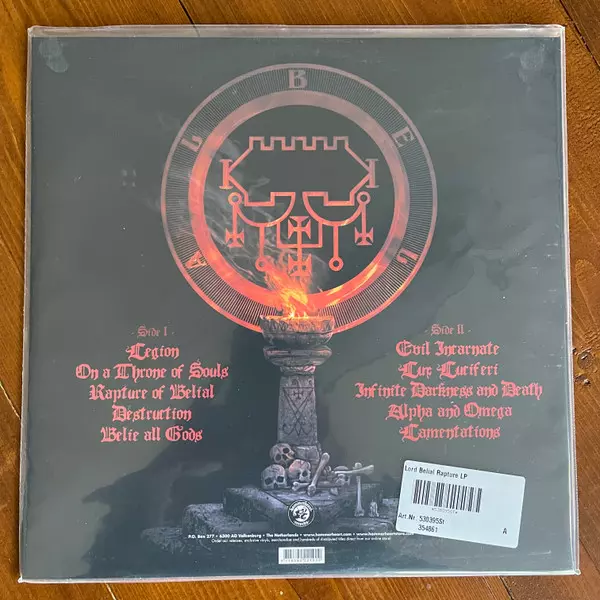 B
L E
A I
L
- Side I -
Legion
On a Throne of Souls
Rapture of Belial
Destruction
Belie all Gods
- Side II -
Evil Incarnate
Lux Luciferi
Infinite Darkness and Death
Alpha and Omega
Lamentations
Lord Belial Rapture LP
Art.Nr. 5303955t
354861
A
P.O. Box 277 • 6300 AG Valkenburg • The Netherlands • www.hammerheart.com